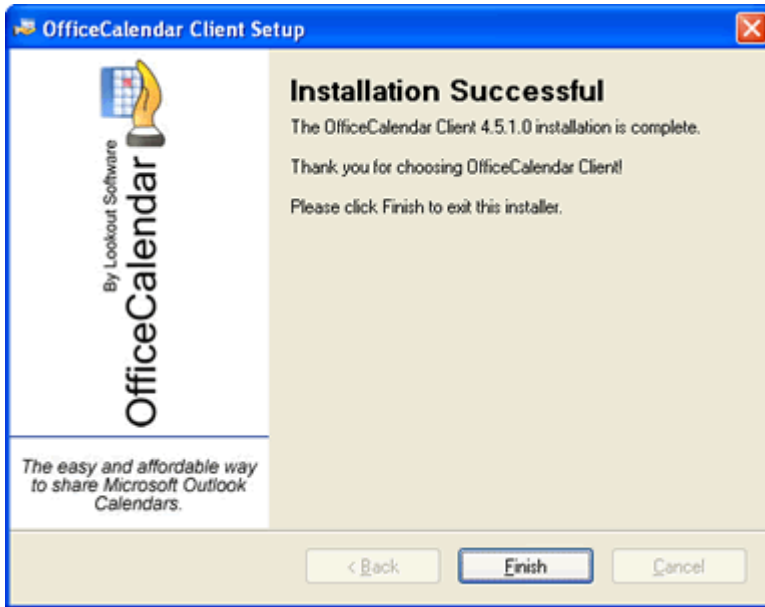 OfficeCalendar Client Setup
By Lookout Software
OfficeCalendar
The easy and affordable way
to share Microsoft Outlook
Calendars.
Installation Successful
The OfficeCalendar Client 4.5.1.0 installation is complete.
Thank you for choosing OfficeCalendar Client!
Please click Finish to exit this installer.
< Back
Finish
Cancel